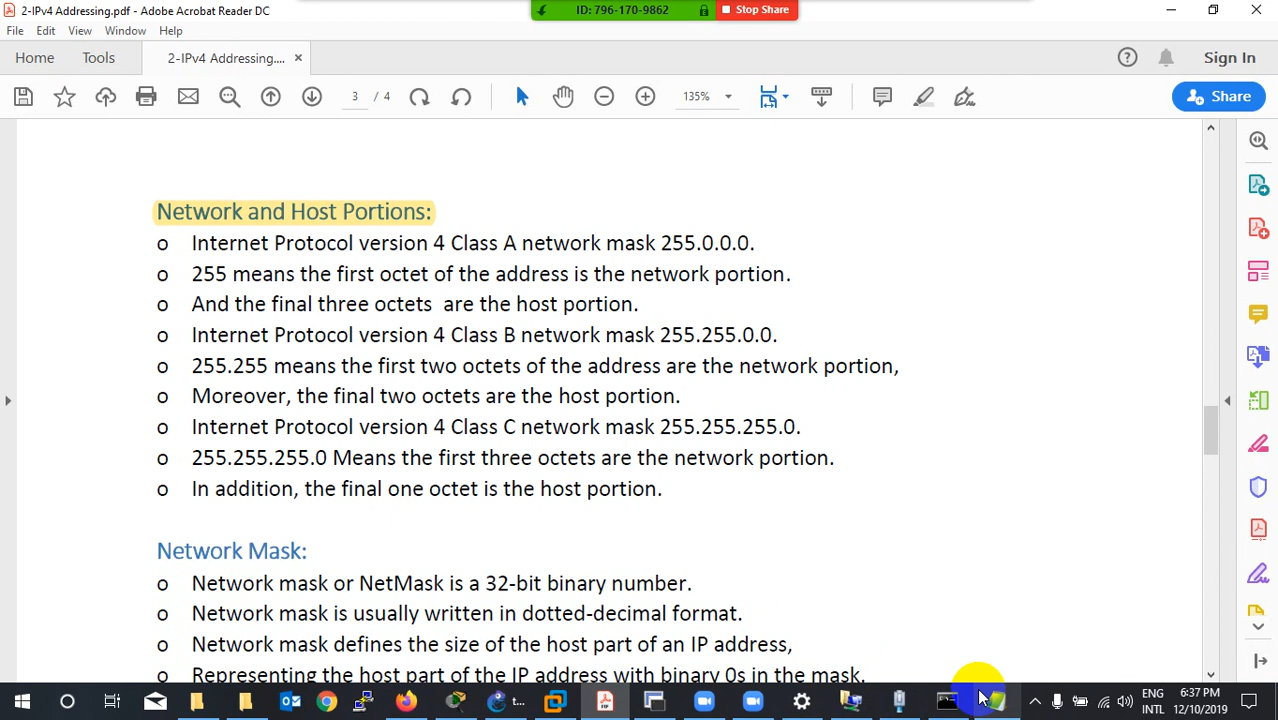 2-IPv4 Addressing.pdf - Adobe Acrobat Reader DC
ID: 796-170-9862
Stop Share
File Edit View Window Help
Home Tools 2-IPv4 Addressing.... × Sign In
3 / 4 135% Share
Network and Host Portions:
o Internet Protocol version 4 Class A network mask 255.0.0.0.
o 255 means the first octet of the address is the network portion.
o And the final three octets are the host portion.
o Internet Protocol version 4 Class B network mask 255.255.0.0.
o 255.255 means the first two octets of the address are the network portion,
o Moreover, the final two octets are the host portion.
o Internet Protocol version 4 Class C network mask 255.255.255.0.
o 255.255.255.0 Means the first three octets are the network portion.
o In addition, the final one octet is the host portion.
Network Mask:
o Network mask or NetMask is a 32-bit binary number.
o Network mask is usually written in dotted-decimal format.
o Network mask defines the size of the host part of an IP address,
o Representing the host part of the IP address with binary 0s in the mask.
t...
ENG
INTL
6:37 PM
12/10/2019